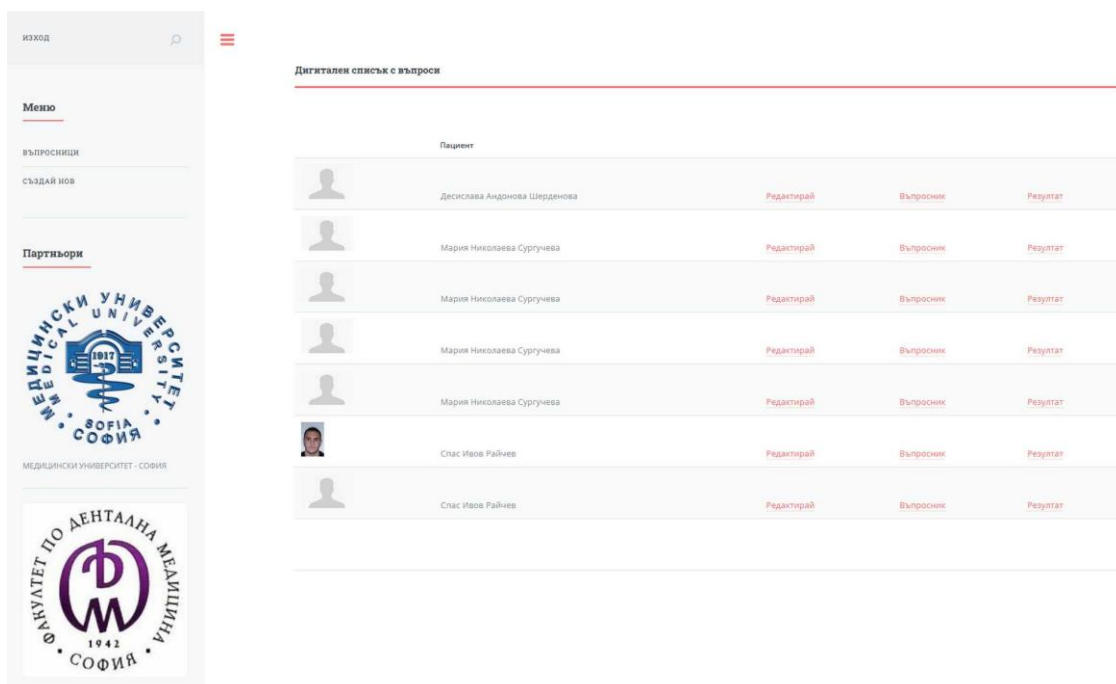 ИЗХОД
Дигитален списък с въпроси
Меню
ВЪПРОСНИЦИ
СЪЗДАЙ НОВ
Партньори
МЕДИЦИНСКИ УНИВЕРСИТЕТ
MEDICAL UNIVERSITY
1917
SOFIA
СОФИЯ
МЕДИЦИНСКИ УНИВЕРСИТЕТ - СОФИЯ
ФАКУЛТЕТ ПО ДЕНТАЛНА МЕДИЦИНА
ФДМ
1942
СОФИЯ
Пациент
Десислава Андонова Шерденова Редактирай Въпросник Резултат
Мария Николаева Сургучева Редактирай Въпросник Резултат
Мария Николаева Сургучева Редактирай Въпросник Резултат
Мария Николаева Сургучева Редактирай Въпросник Резултат
Мария Николаева Сургучева Редактирай Въпросник Резултат
Спас Ивов Райчев Редактирай Въпросник Резултат
Спас Ивов Райчев Редактирай Въпросник Резултат